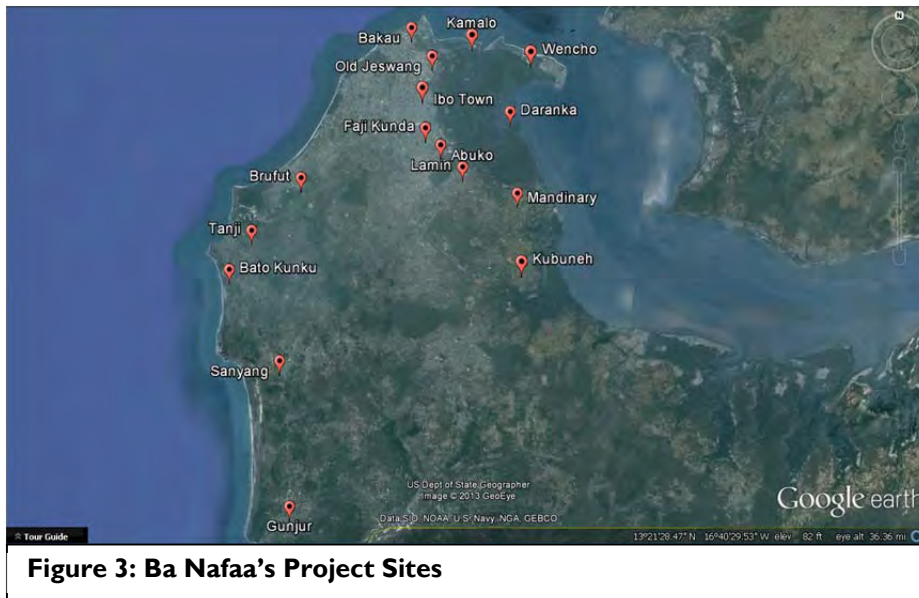 N
Kamalo
Bakau
Wencho
Old Jeswang
Ibo Town
Daranka
Faji Kunda
Abuko
Lamin
Brufut
Mandinary
Tanji
Kubuneh
Bato Kunku
Sanyang
Gunjur
US Dept of State Geographer
Image © 2013 GeoEye
Data SIO, NOAA, U.S. Navy, NGA, GEBCO
Google earth
Tour Guide
13°21'28.47" N 16°40'29.53" W elev 82 ft eye alt 36.36 mi
Figure 3: Ba Nafaa's Project Sites